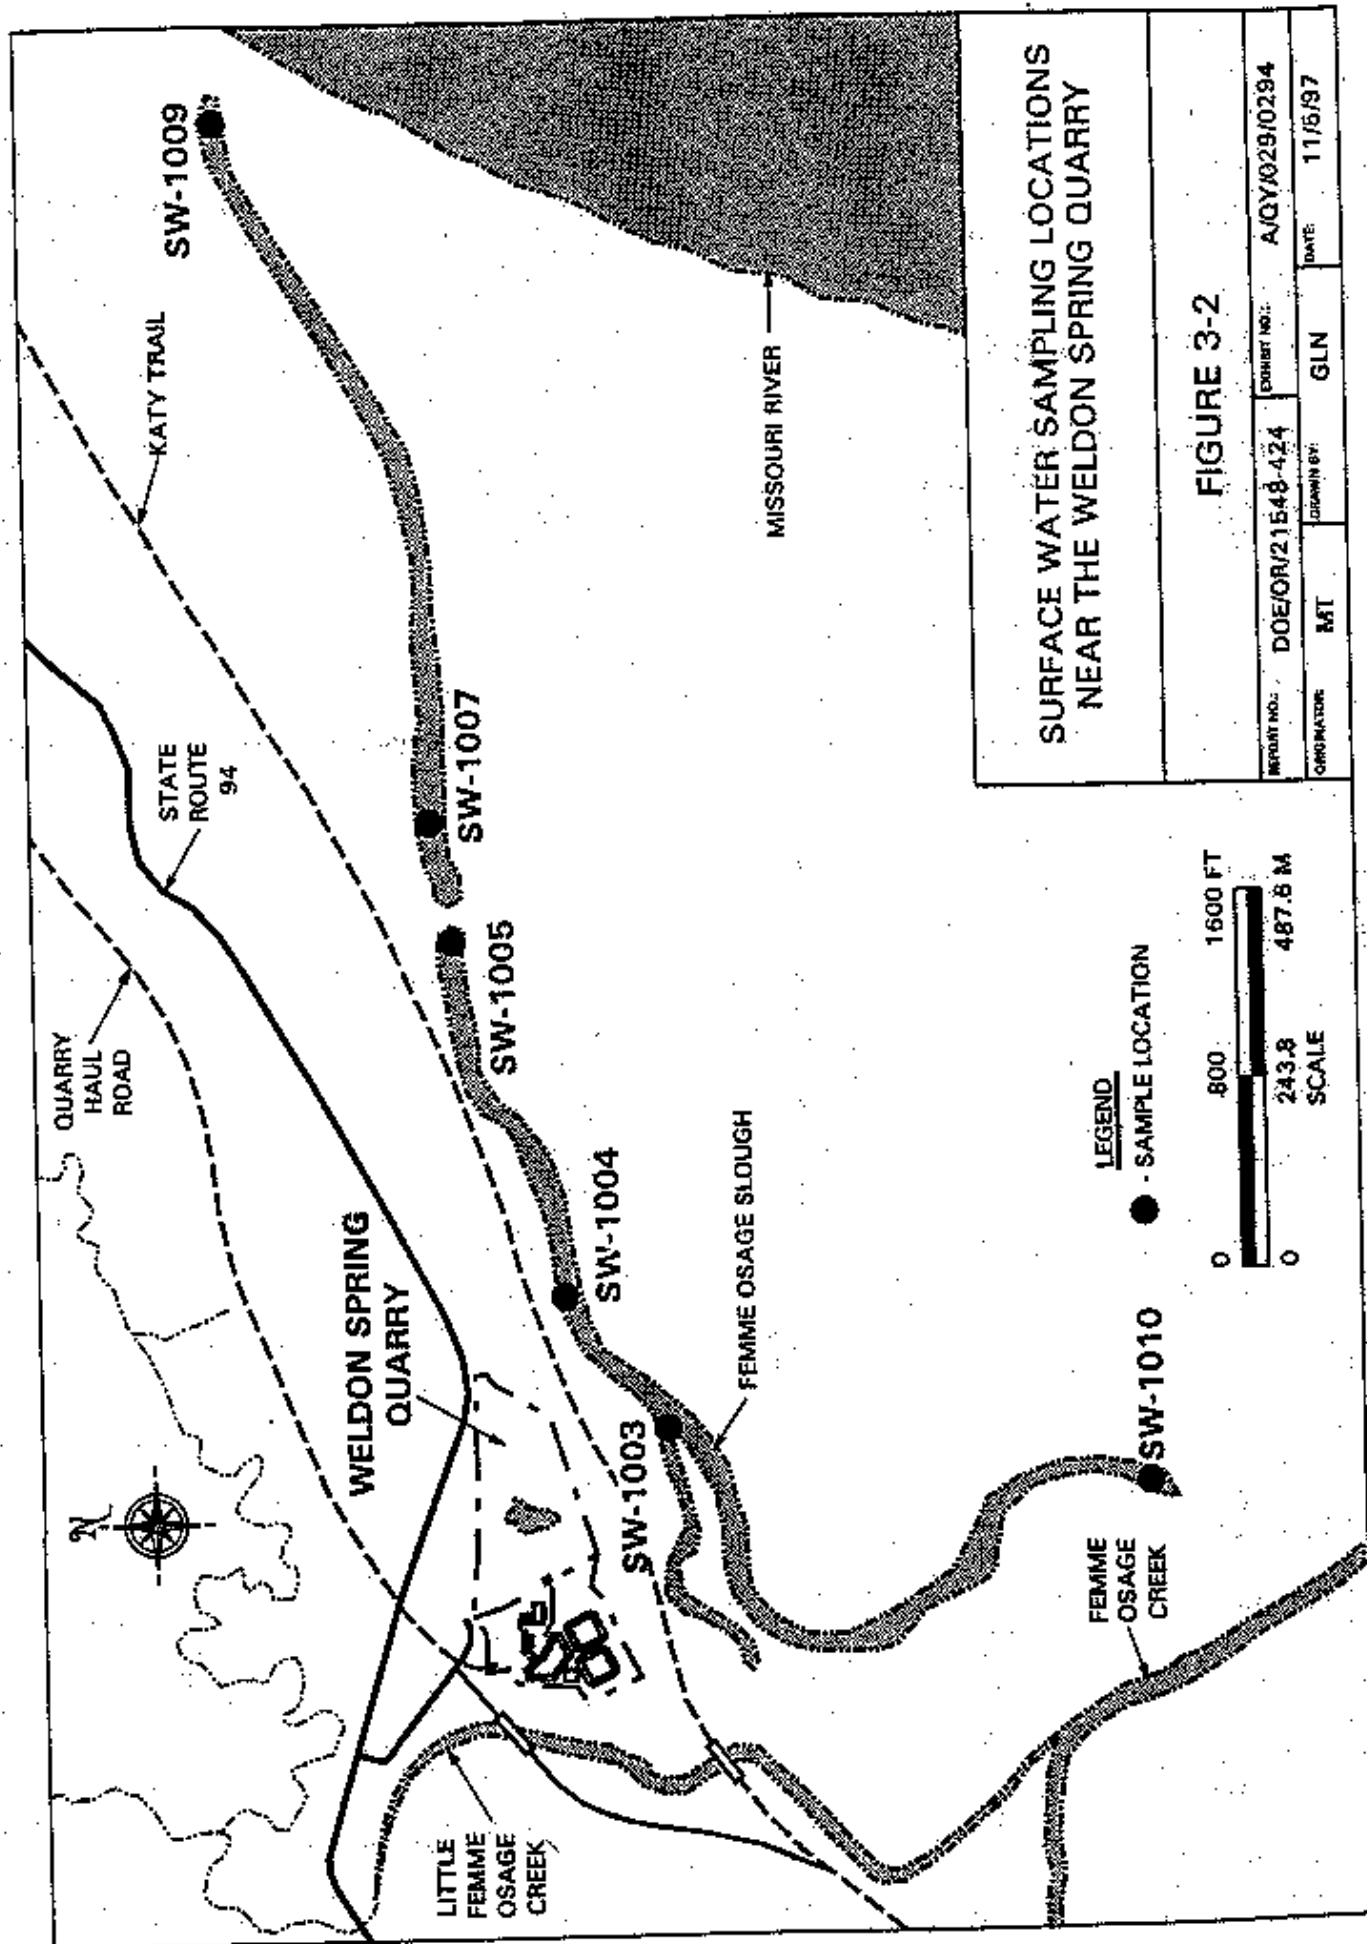 SW-1009
KATY TRAIL
STATE
ROUTE
94
QUARRY
HAUL
ROAD
SW-1007
SW-1005
MISSOURI RIVER
WELDON SPRING
QUARRY
SW-1004
N
SW-1003
FEMME OSAGE SLOUGH
LITTLE
FEMME
OSAGE
CREEK
SW-1010
FEMME
OSAGE
CREEK
LEGEND
- SAMPLE LOCATION
0 800 1600 FT
0 243.8 487.6 M
SCALE
SURFACE WATER SAMPLING LOCATIONS
NEAR THE WELDON SPRING QUARRY
FIGURE 3-2
REPORT NO.: DOE/OR/21548-424 EXHIBIT NO.: A/QY/029/0294
ORIGINATOR: MT DRAWN BY: GLN DATE: 11/5/97